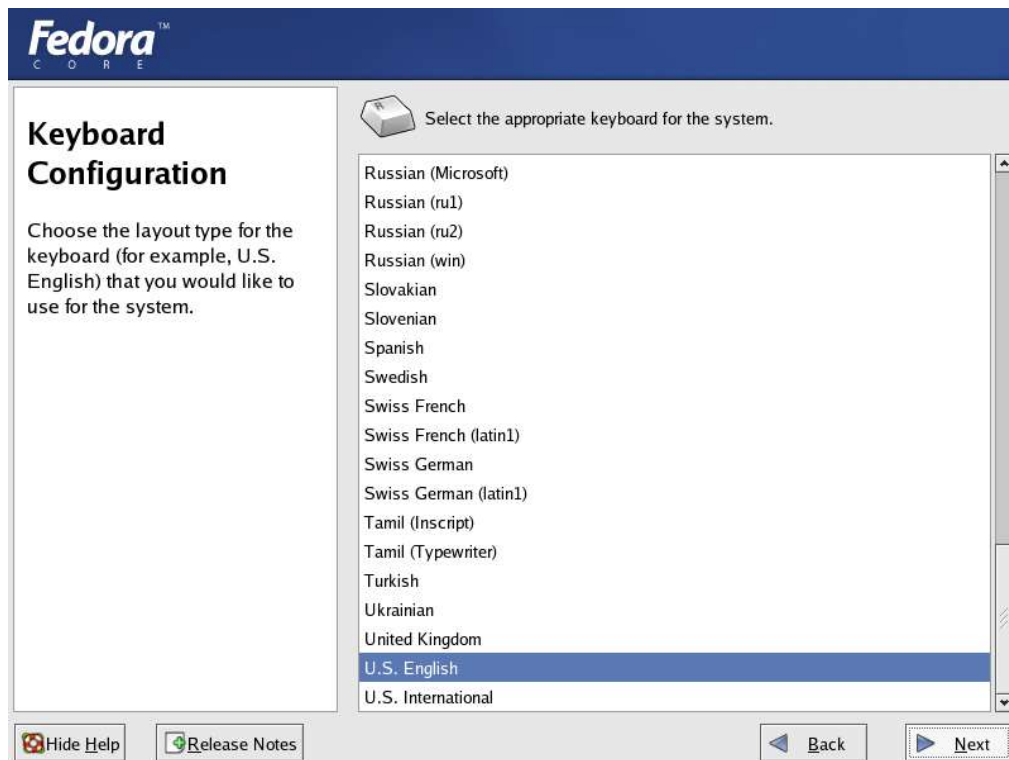 Fedora™
CORE
Keyboard
Configuration
Choose the layout type for the
keyboard (for example, U.S.
English) that you would like to
use for the system.
Select the appropriate keyboard for the system.
Russian (Microsoft)
Russian (ru1)
Russian (ru2)
Russian (win)
Slovakian
Slovenian
Spanish
Swedish
Swiss French
Swiss French (latin1)
Swiss German
Swiss German (latin1)
Tamil (Inscript)
Tamil (Typewriter)
Turkish
Ukrainian
United Kingdom
U.S. English
U.S. International
Hide Help
Release Notes
Back
Next